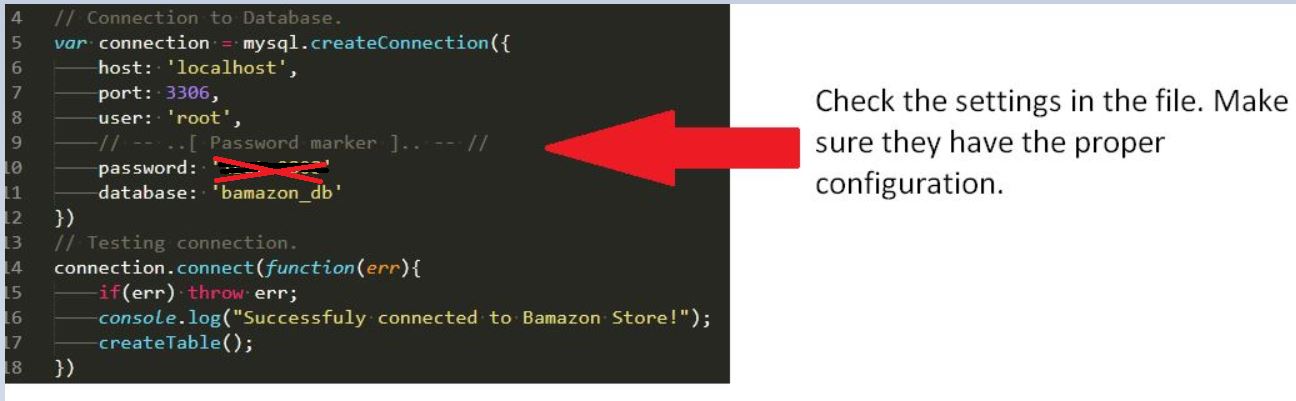 4 // Connection to Database.
5 var connection = mysql.createConnection({
6 host: 'localhost',
7 port: 3306,
8 user: 'root',
9 // -- ..[ Password marker ].. -- //
10 password: '
11 database: 'bamazon_db'
12 })
13 // Testing connection.
14 connection.connect(function(err){
15 if(err) throw err;
16 console.log("Successfuly connected to Bamazon Store!");
17 createTable();
18 })
Check the settings in the file. Make
sure they have the proper
configuration.